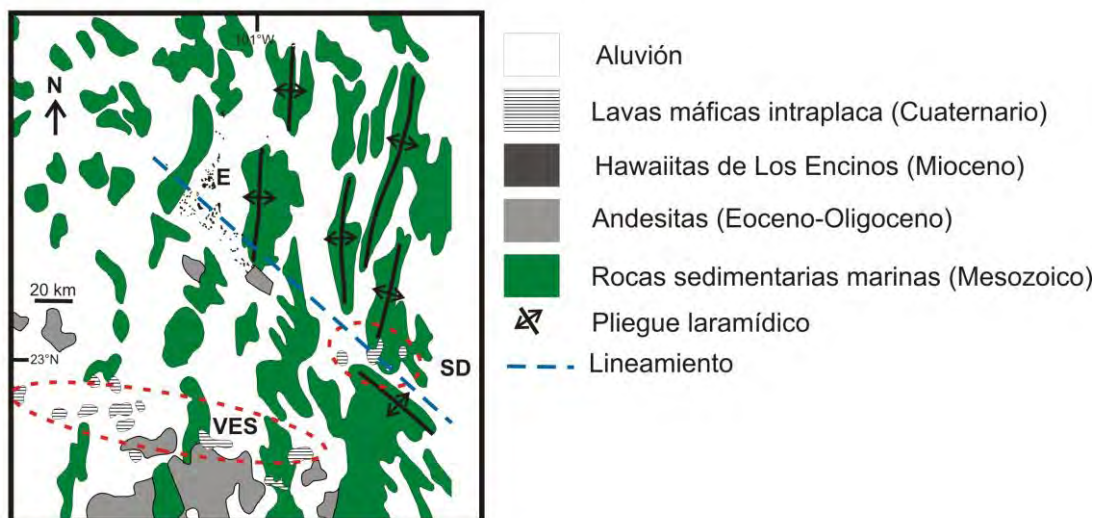 101°W
N
E
20 km
23°N
SD
VES
Aluvión
Lavas máficas intraplaca (Cuaternario)
Hawaiitas de Los Encinos (Mioceno)
Andesitas (Eoceno-Oligoceno)
Rocas sedimentarias marinas (Mesozoico)
Pliegue laramídico
Lineamiento